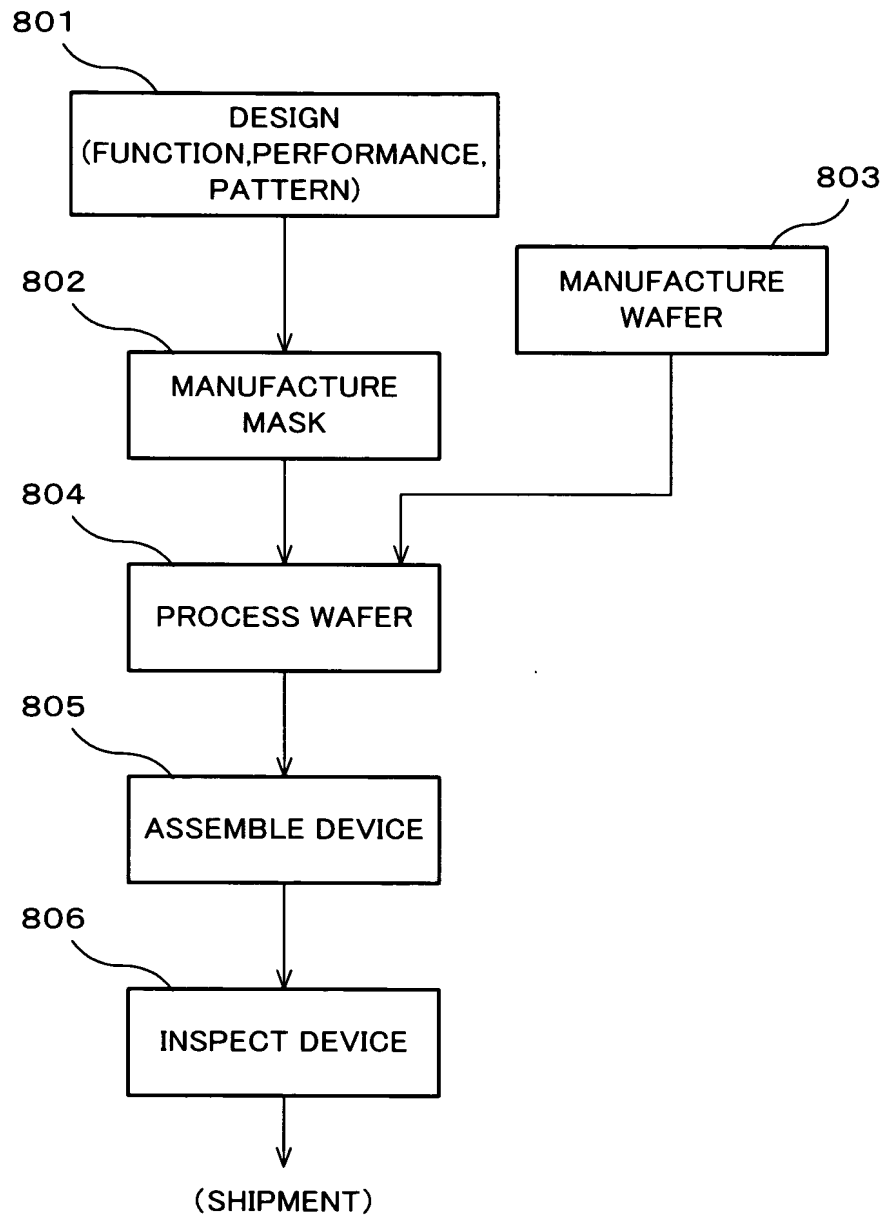 801
DESIGN
(FUNCTION,PERFORMANCE,
PATTERN)
803
MANUFACTURE
WAFER
802
MANUFACTURE
MASK
804
PROCESS WAFER
805
ASSEMBLE DEVICE
806
INSPECT DEVICE
(SHIPMENT)